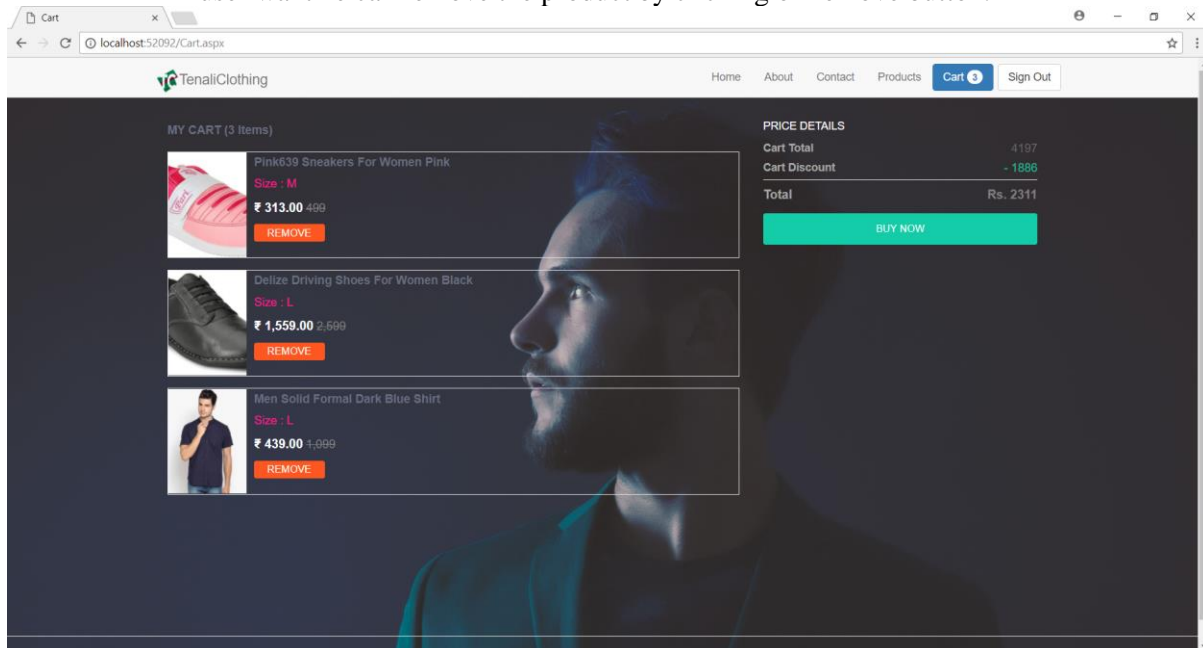 Cart
localhost:52092/Cart.aspx
TenaliClothing
Home About Contact Products Cart 3 Sign Out
MY CART (3 Items)
Pink639 Sneakers For Women Pink
Size : M
₹ 313.00 499
REMOVE
Delize Driving Shoes For Women Black
Size : L
₹ 1,559.00 2,599
REMOVE
Men Solid Formal Dark Blue Shirt
Size : L
₹ 439.00 1,099
REMOVE
PRICE DETAILS
Cart Total 4197
Cart Discount - 1886
Total Rs. 2311
BUY NOW